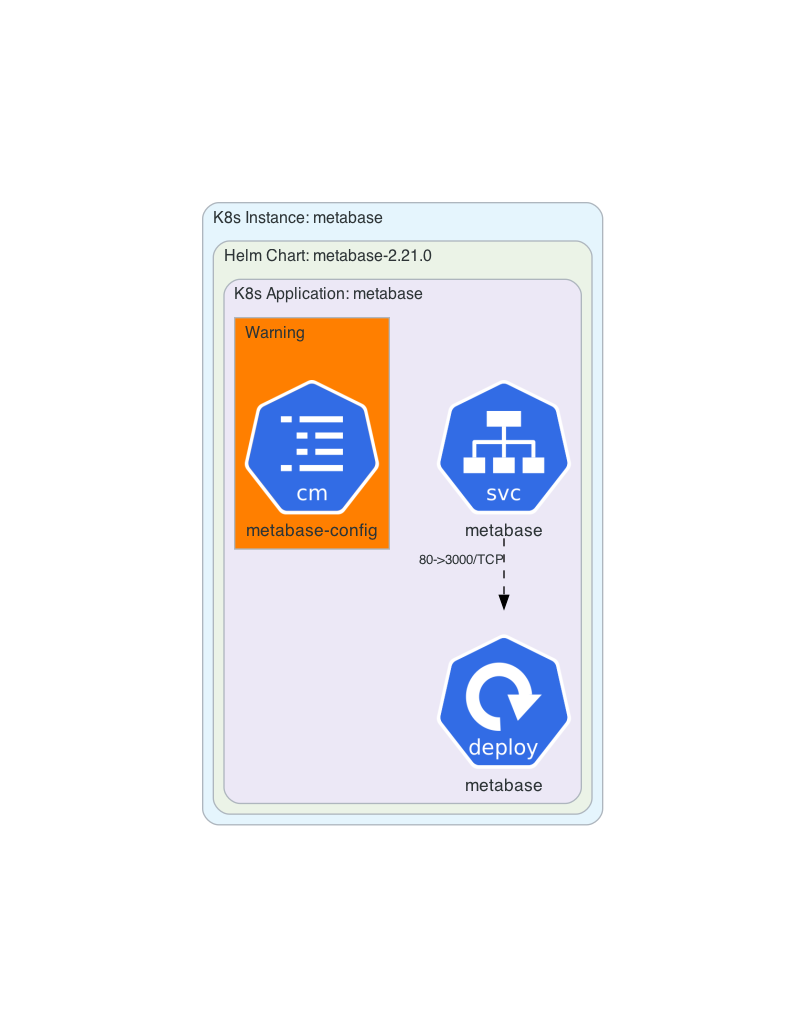 K8s Instance: metabase
Helm Chart: metabase-2.21.0
K8s Application: metabase
Warning
cm
metabase-config
svc
metabase
80->3000/TCP
deploy
metabase